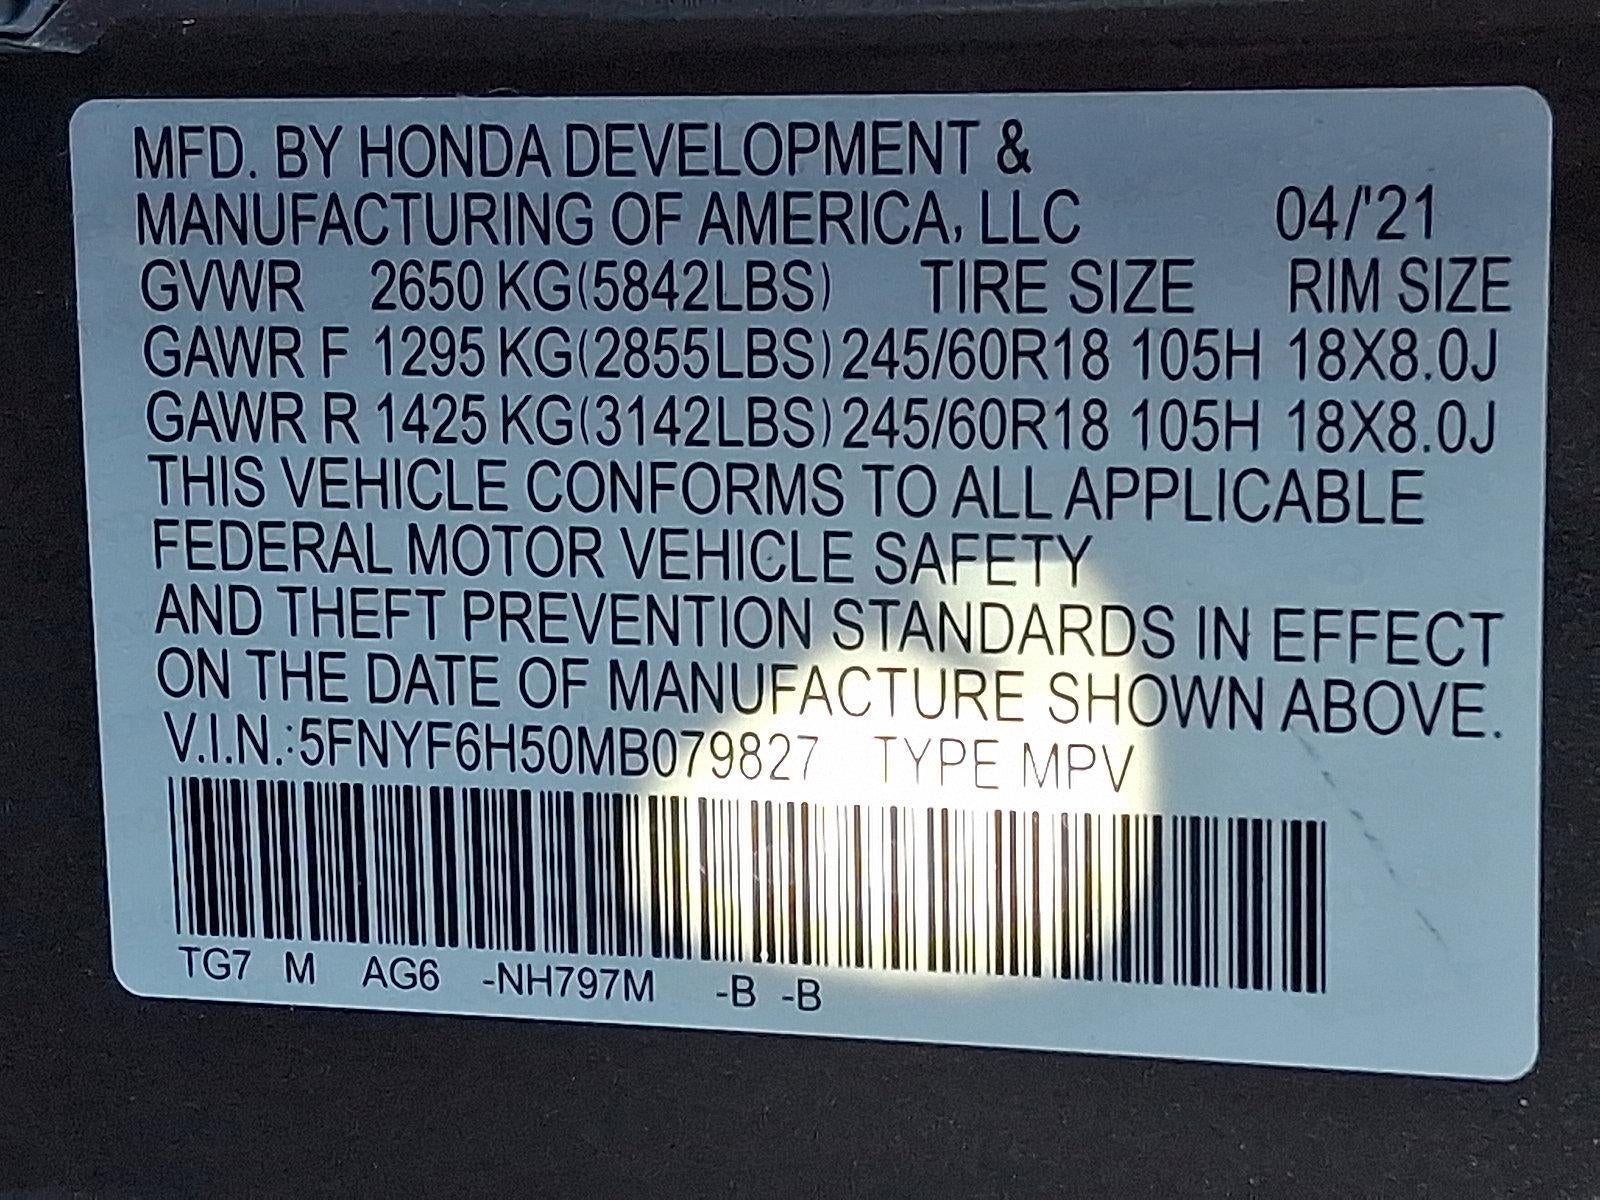 MFD. BY HONDA DEVELOPMENT &
MANUFACTURING OF AMERICA, LLC 04/'21
GVWR 2650 KG(5842LBS) TIRE SIZE RIM SIZE
GAWR F 1295 KG(2855LBS) 245/60R18 105H 18X8.0J
GAWR R 1425 KG(3142LBS) 245/60R18 105H 18X8.0J
THIS VEHICLE CONFORMS TO ALL APPLICABLE
FEDERAL MOTOR VEHICLE SAFETY
AND THEFT PREVENTION STANDARDS IN EFFECT
ON THE DATE OF MANUFACTURE SHOWN ABOVE.
V.I.N.:5FNYF6H50MB079827 TYPE MPV
TG7 M AG6 -NH797M -B -B